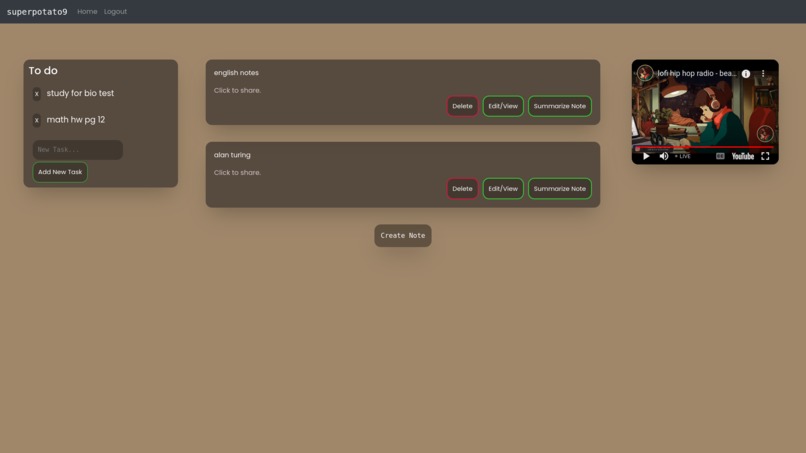 superpotato9 Home Logout
To do
x study for bio test
x math hw pg 12
New Task...
Add New Task
english notes
Click to share.
Delete Edit/View Summarize Note
alan turing
Click to share.
Delete Edit/View Summarize Note
Create Note
lofi hip hop radio - bea...
• LIVE CC YouTube